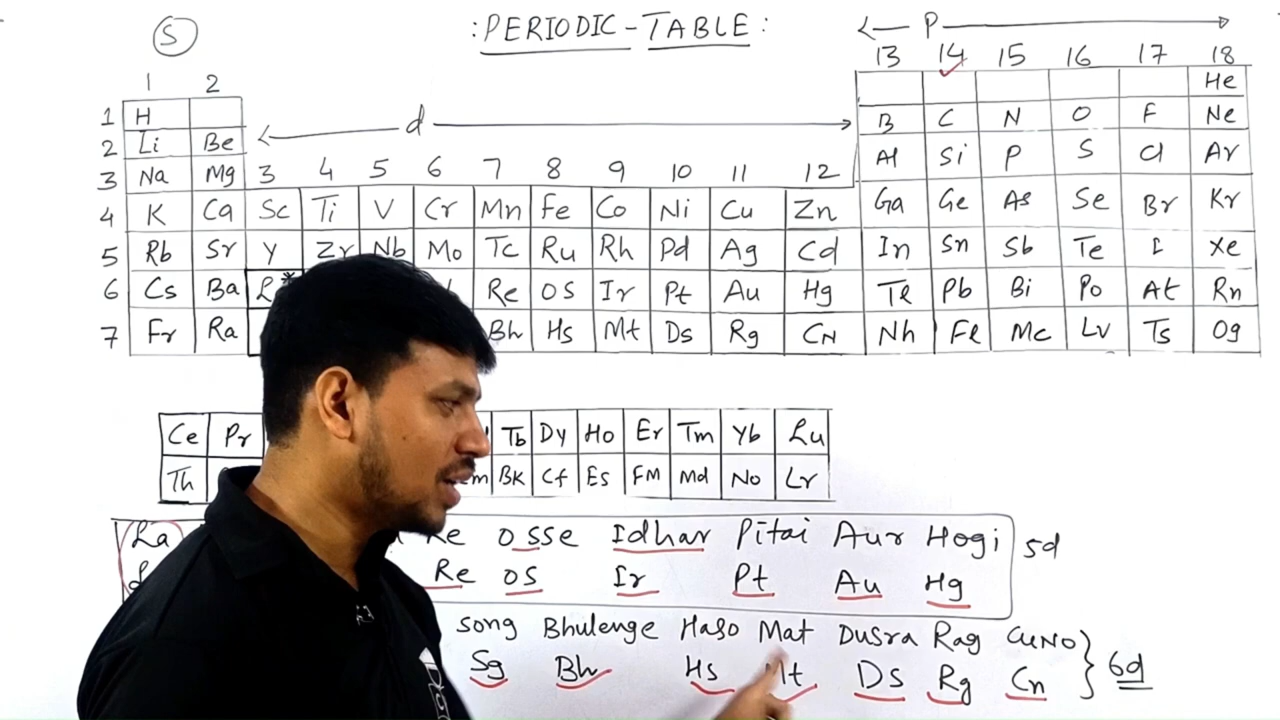 S :PERIODIC-TABLE: P
13 14 15 16 17 18
1 2 He
1 H d B C N O F Ne
2 Li Be Al Si P S Cl Ar
3 Na Mg 3 4 5 6 7 8 9 10 11 12
4 K Ca Sc Ti V Cr Mn Fe Co Ni Cu Zn Ga Ge As Se Br Kr
5 Rb Sr Y Zr Nb Mo Tc Ru Rh Pd Ag Cd In Sn Sb Te I Xe
6 Cs Ba Re OS Ir Pt Au Hg Tl Pb Bi Po At Rn
7 Fr Ra Bh Hs Mt Ds Rg CN Nh Fl Mc Lv Ts Og
Ce Pr Tb Dy Ho Er Tm Yb Lu
Th BK Cf Es FM Md No Lr
La Re osse Idhar Pitai Aur Hogi 5d
Re OS Ir Pt Au Hg
song Bhulenge Haso Mat Dusra Rag CuNO
Sg Bh Hs Mt DS Rg Cn 6d